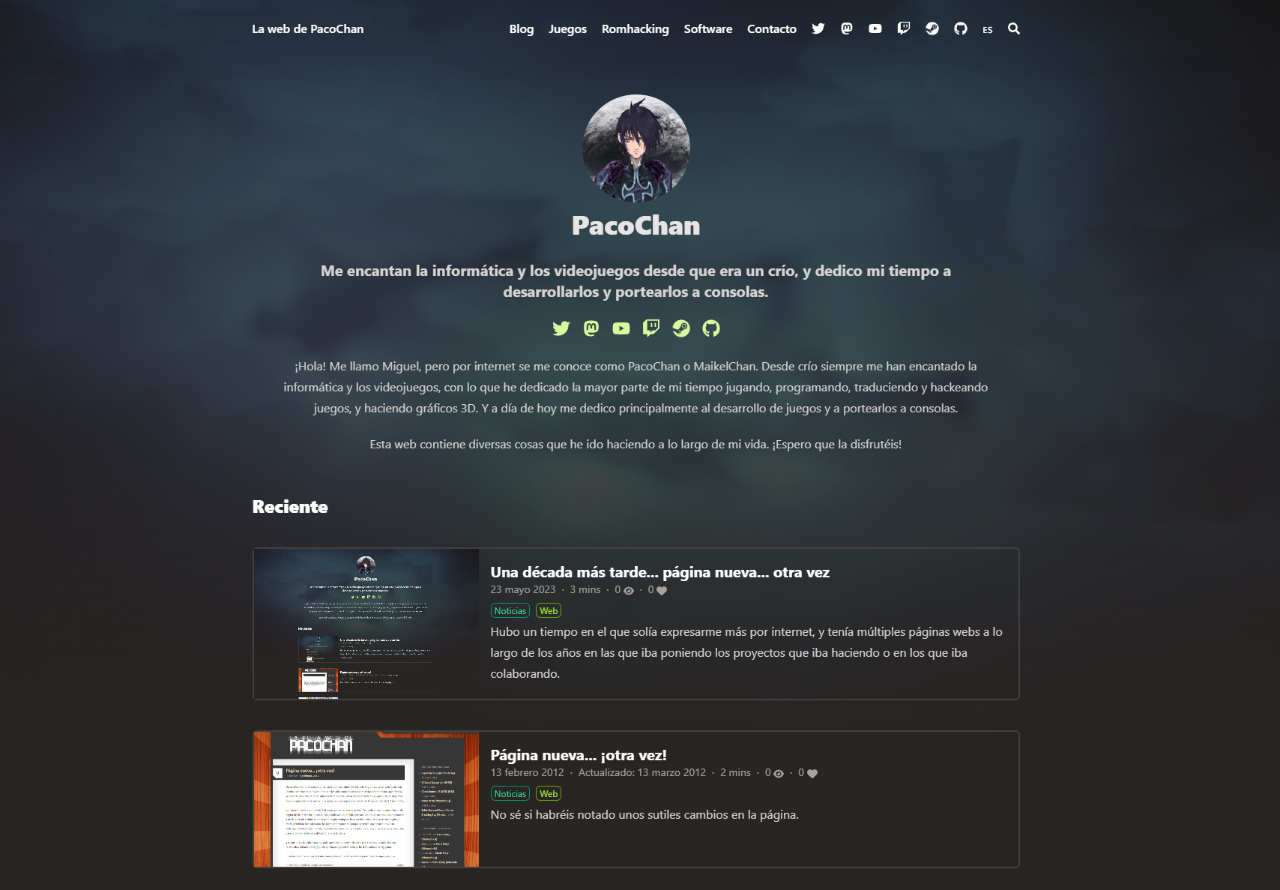 La web de PacoChan
Blog Juegos Romhacking Software Contacto ES
PacoChan
Me encantan la informática y los videojuegos desde que era un crío, y dedico mi tiempo a
desarrollarlos y portearlos a consolas.
¡Hola! Me llamo Miguel, pero por internet se me conoce como PacoChan o MaikelChan. Desde crío siempre me han encantado la
informática y los videojuegos, con lo que he dedicado la mayor parte de mi tiempo jugando, programando, traduciendo y hackeando
juegos, y haciendo gráficos 3D. Y a día de hoy me dedico principalmente al desarrollo de juegos y a portearlos a consolas.
Esta web contiene diversas cosas que he ido haciendo a lo largo de mi vida. ¡Espero que la disfrutéis!
Reciente
Una década más tarde... página nueva... otra vez
23 mayo 2023 · 3 mins · 0 · 0
Noticias Web
Hubo un tiempo en el que solía expresarme más por internet, y tenía múltiples páginas webs a lo
largo de los años en las que iba poniendo los proyectos que iba haciendo o en los que iba
colaborando.
PACOCHAN
Página nueva... ¡otra vez!
13 febrero 2012 · Actualizado: 13 marzo 2012 · 2 mins · 0 · 0
Noticias Web
No sé si habréis notado unos sutiles cambios en la página.